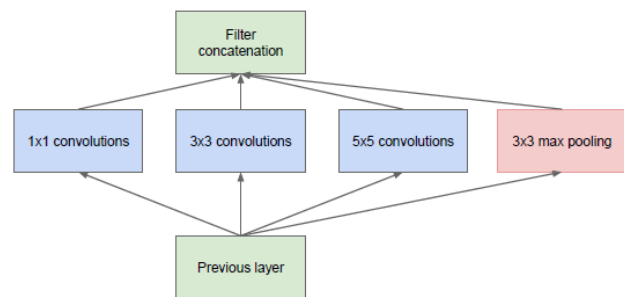 Filter
concatenation
1x1 convolutions
3x3 convolutions
5x5 convolutions
3x3 max pooling
Previous layer